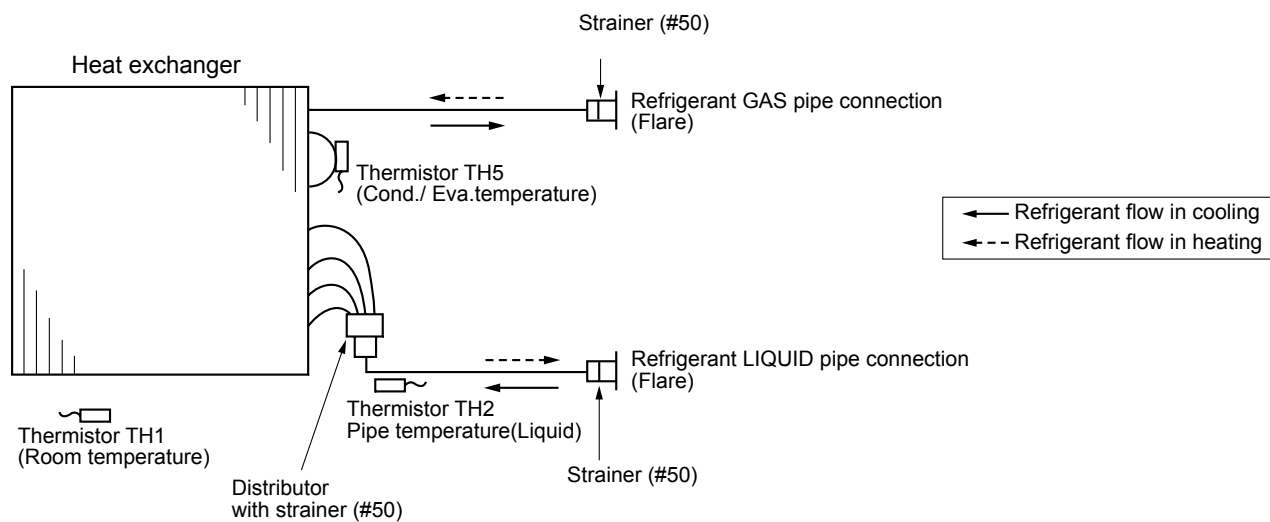 Strainer (#50)
Heat exchanger
Refrigerant GAS pipe connection
(Flare)
Thermistor TH5
(Cond./ Eva.temperature)
Refrigerant flow in cooling
Refrigerant flow in heating
Refrigerant LIQUID pipe connection
(Flare)
Thermistor TH2
Pipe temperature(Liquid)
Thermistor TH1
(Room temperature)
Strainer (#50)
Distributor
with strainer (#50)